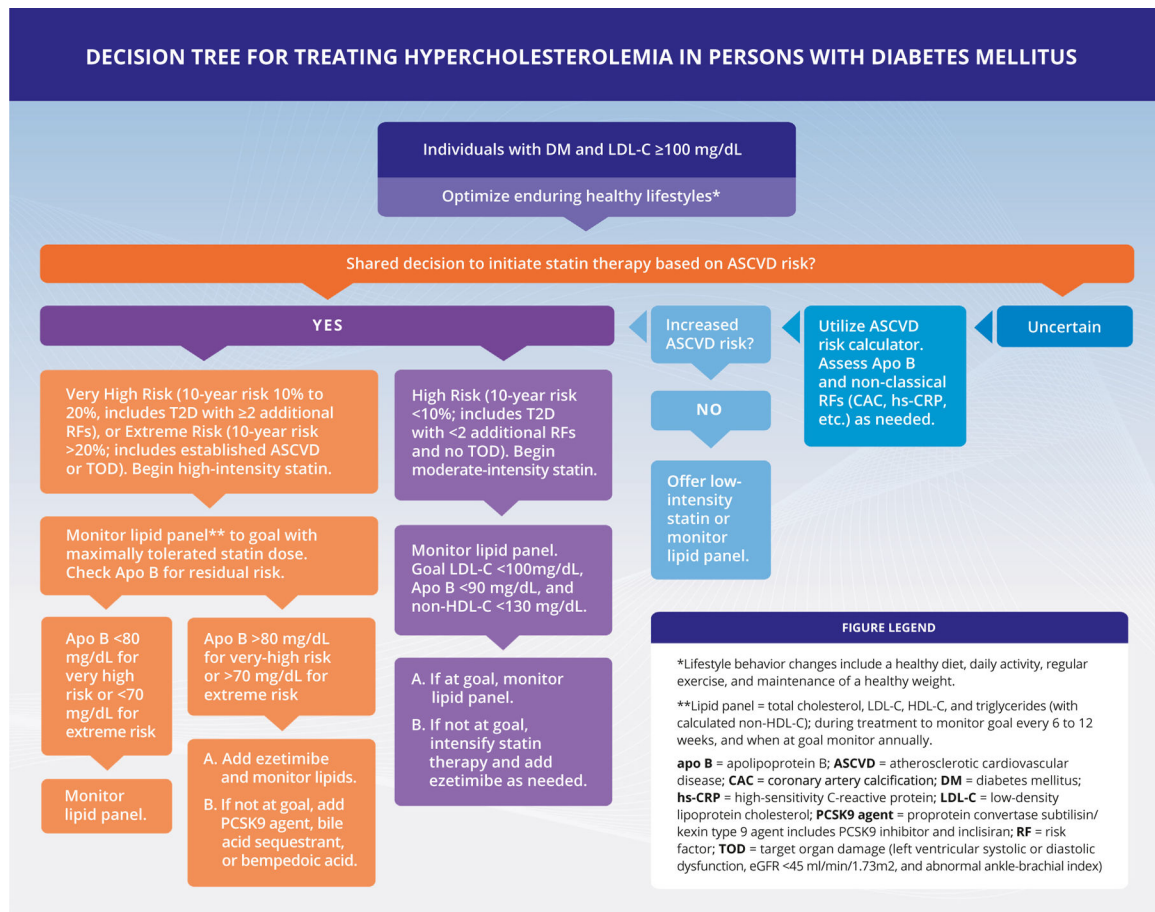 DECISION TREE FOR TREATING HYPERCHOLESTEROLEMIA IN PERSONS WITH DIABETES MELLITUS
Individuals with DM and LDL-C ≥100 mg/dL
Optimize enduring healthy lifestyles*
Shared decision to initiate statin therapy based on ASCVD risk?
YES
Very High Risk (10-year risk 10% to
20%, includes T2D with ≥2 additional
RFs), or Extreme Risk (10-year risk
>20%; includes established ASCVD
or TOD). Begin high-intensity statin.
Monitor lipid panel** to goal with
maximally tolerated statin dose.
Check Apo B for residual risk.
Apo B <80
mg/dL for
very high
risk or <70
mg/dL for
extreme risk
Monitor
lipid panel.
Apo B >80 mg/dL
for very-high risk
or >70 mg/dL for
extreme risk
A. Add ezetimibe
and monitor lipids.
B. If not at goal, add
PCSK9 agent, bile
acid sequestrant,
or bempedoic acid.
High Risk (10-year risk
<10%; includes T2D
with <2 additional RFs
and no TOD). Begin
moderate-intensity statin.
Monitor lipid panel.
Goal LDL-C <100mg/dL,
Apo B <90 mg/dL, and
non-HDL-C <130 mg/dL.
A. If at goal, monitor
lipid panel.
B. If not at goal,
intensify statin
therapy and add
ezetimibe as needed.
Increased
ASCVD risk?
NO
Offer low-
intensity
statin or
monitor
lipid panel.
Utilize ASCVD
risk calculator.
Assess Apo B
and non-classical
RFs (CAC, hs-CRP,
etc.) as needed.
Uncertain
FIGURE LEGEND
*Lifestyle behavior changes include a healthy diet, daily activity, regular
exercise, and maintenance of a healthy weight.
**Lipid panel = total cholesterol, LDL-C, HDL-C, and triglycerides (with
calculated non-HDL-C); during treatment to monitor goal every 6 to 12
weeks, and when at goal monitor annually.
apo B = apolipoprotein B; ASCVD = atherosclerotic cardiovascular
disease; CAC = coronary artery calcification; DM = diabetes mellitus;
hs-CRP = high-sensitivity C-reactive protein; LDL-C = low-density
lipoprotein cholesterol; PCSK9 agent = proprotein convertase subtilisin/
kexin type 9 agent includes PCSK9 inhibitor and inclisiran; RF = risk
factor; TOD = target organ damage (left ventricular systolic or diastolic
dysfunction, eGFR <45 ml/min/1.73m2, and abnormal ankle-brachial index)